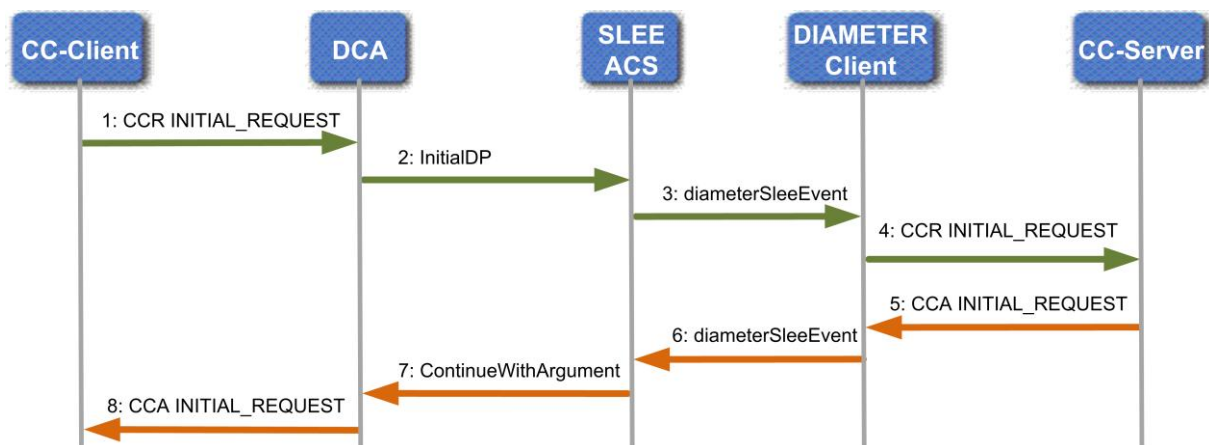 CC-Client
DCA
SLEE
ACS
DIAMETER
Client
CC-Server
1: CCR INITIAL_REQUEST
2: InitialDP
3: diameterSleeEvent
4: CCR INITIAL_REQUEST
5: CCA INITIAL_REQUEST
6: diameterSleeEvent
7: ContinueWithArgument
8: CCA INITIAL_REQUEST